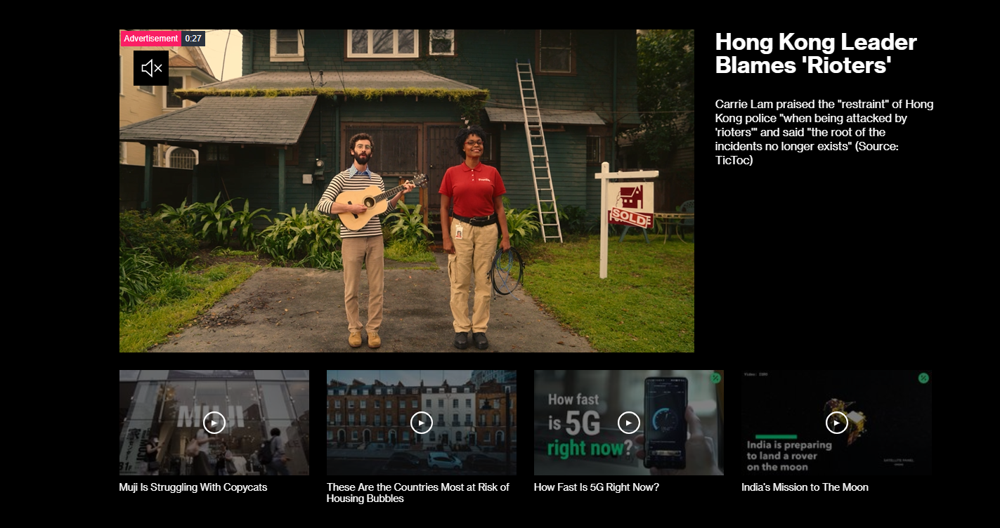 Advertisement 0:27
Hong Kong Leader
Blames 'Rioters'
Carrie Lam praised the "restraint" of Hong
Kong police "when being attacked by
'rioters'" and said "the root of the
incidents no longer exists" (Source:
TicToc)
SOLD
MUJI
How fast
is 5G
right now?
India is preparing
to land a rover
on the moon
Muji Is Struggling With Copycats
These Are the Countries Most at Risk of
Housing Bubbles
How Fast Is 5G Right Now?
India's Mission to The Moon